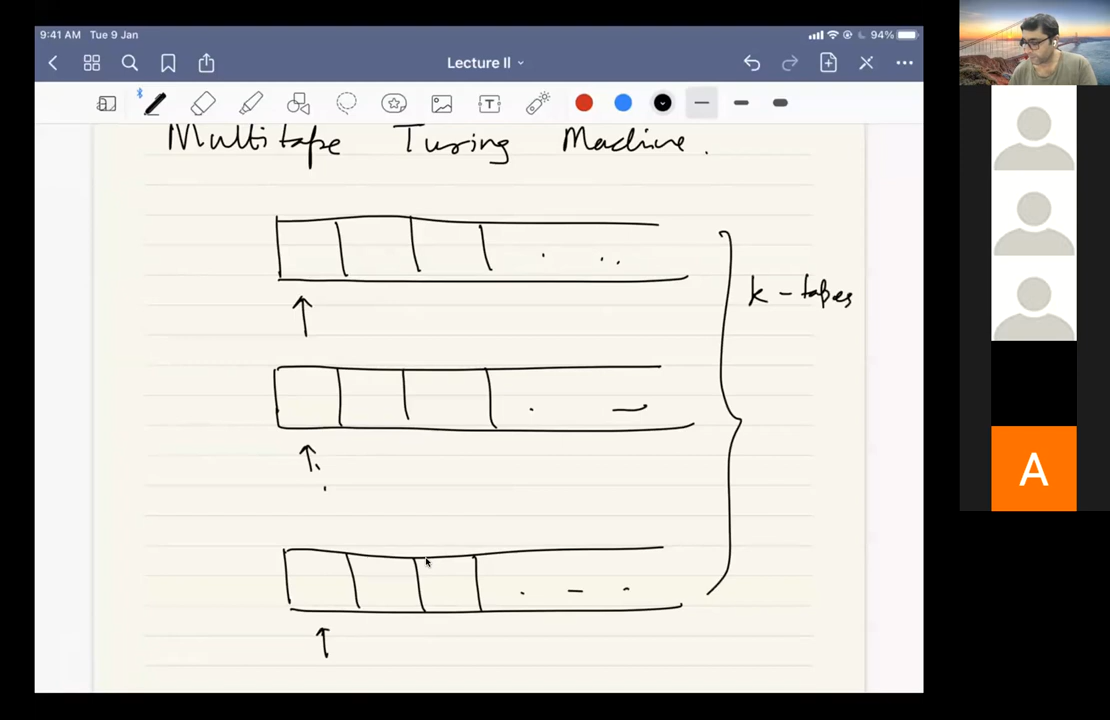 9:41 AM Tue 9 Jan
94%
Lecture II
T
Multitape Turing Machine.
k - tapes
A